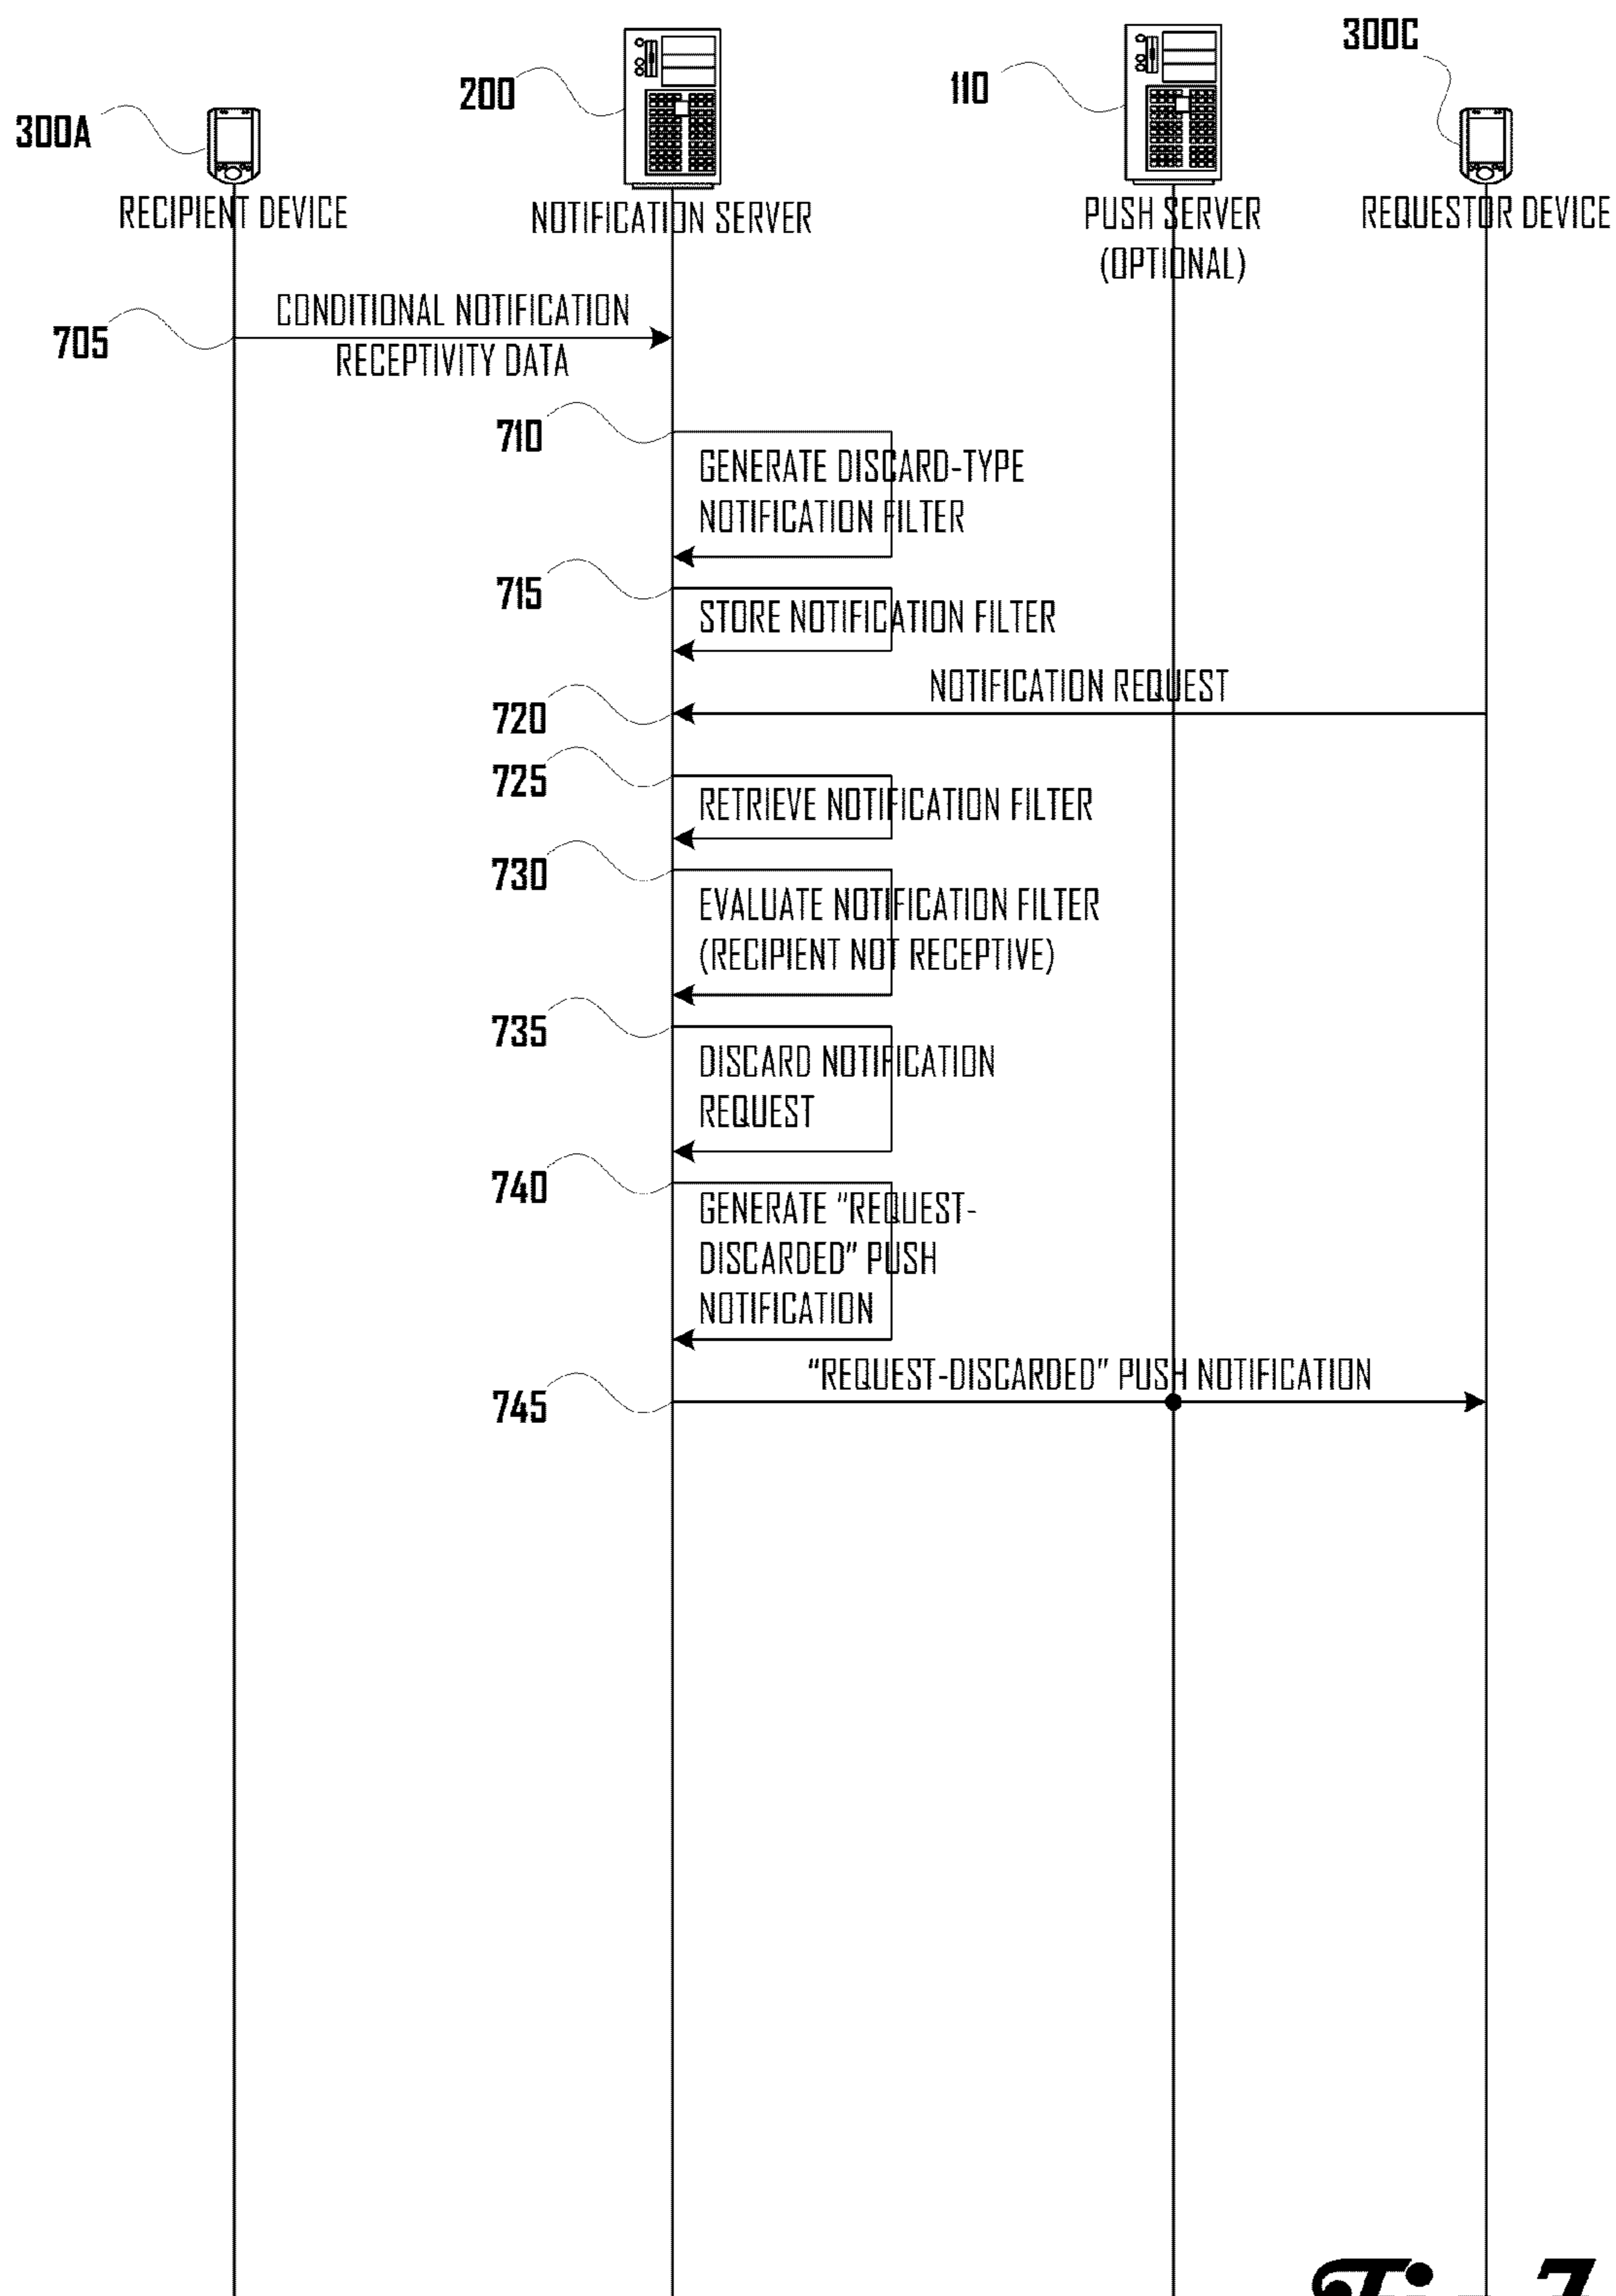 300C
200
110
300A
RECIPIENT DEVICE
NOTIFICATION SERVER
PUSH SERVER
(OPTIONAL)
REQUESTOR DEVICE
705
CONDITIONAL NOTIFICATION
RECEPTIVITY DATA
710
GENERATE DISCARD-TYPE
NOTIFICATION FILTER
715
STORE NOTIFICATION FILTER
720
NOTIFICATION REQUEST
725
RETRIEVE NOTIFICATION FILTER
730
EVALUATE NOTIFICATION FILTER
(RECIPIENT NOT RECEPTIVE)
735
DISCARD NOTIFICATION
REQUEST
740
GENERATE "REQUEST-
DISCARDED" PUSH
NOTIFICATION
745
"REQUEST-DISCARDED" PUSH NOTIFICATION